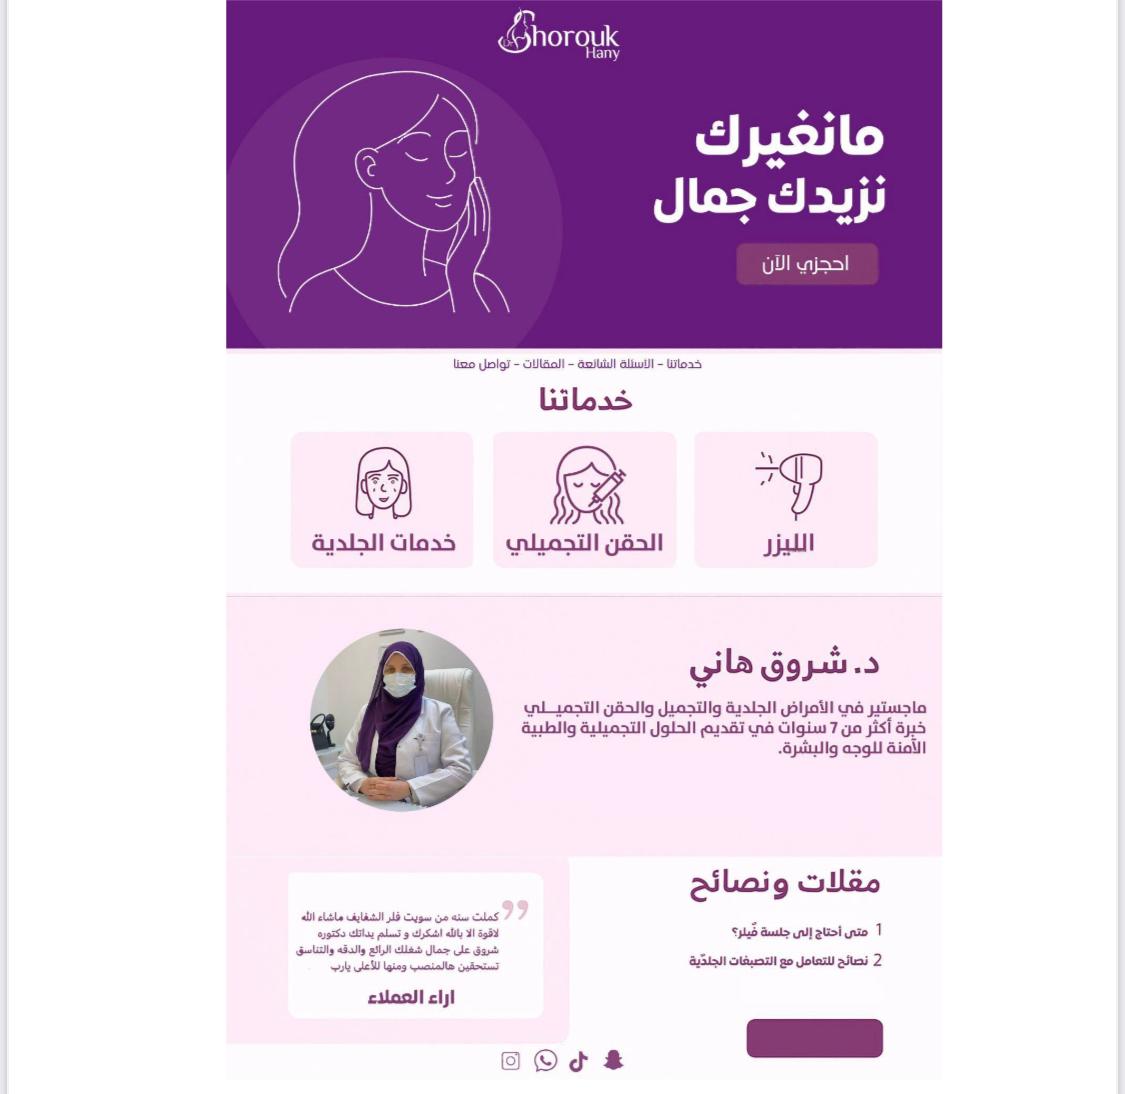 Dr Shorouk
Hany
مانغيرك
نزيدك جمال
احجزي الآن
خدماتنا - الأسئلة الشائعة - المقالات - تواصل معنا
خدماتنا
الليزر
الحقن التجميلي
خدمات الجلدية
د. شروق هاني
ماجستير في الأمراض الجلدية والتجميل والحقن التجميـــلي
خبرة أكثر من 7 سنوات في تقديم الحلول التجميلية والطبية
الآمنة للوجه والبشرة.
مقلات ونصائح
1 متى أحتاج إلى جلسة فيلر؟
2 نصائح للتعامل مع التصبغات الجلديّة
كملت سنه من سويت فلر الشفايف ماشاء الله
لاقوة الا بالله اشكرك و تسلم يداتك دكتوره
شروق على جمال شغلك الرائع والدقه والتناسق
تستحقين هالمنصب ومنها للأعلى يارب
اراء العملاء